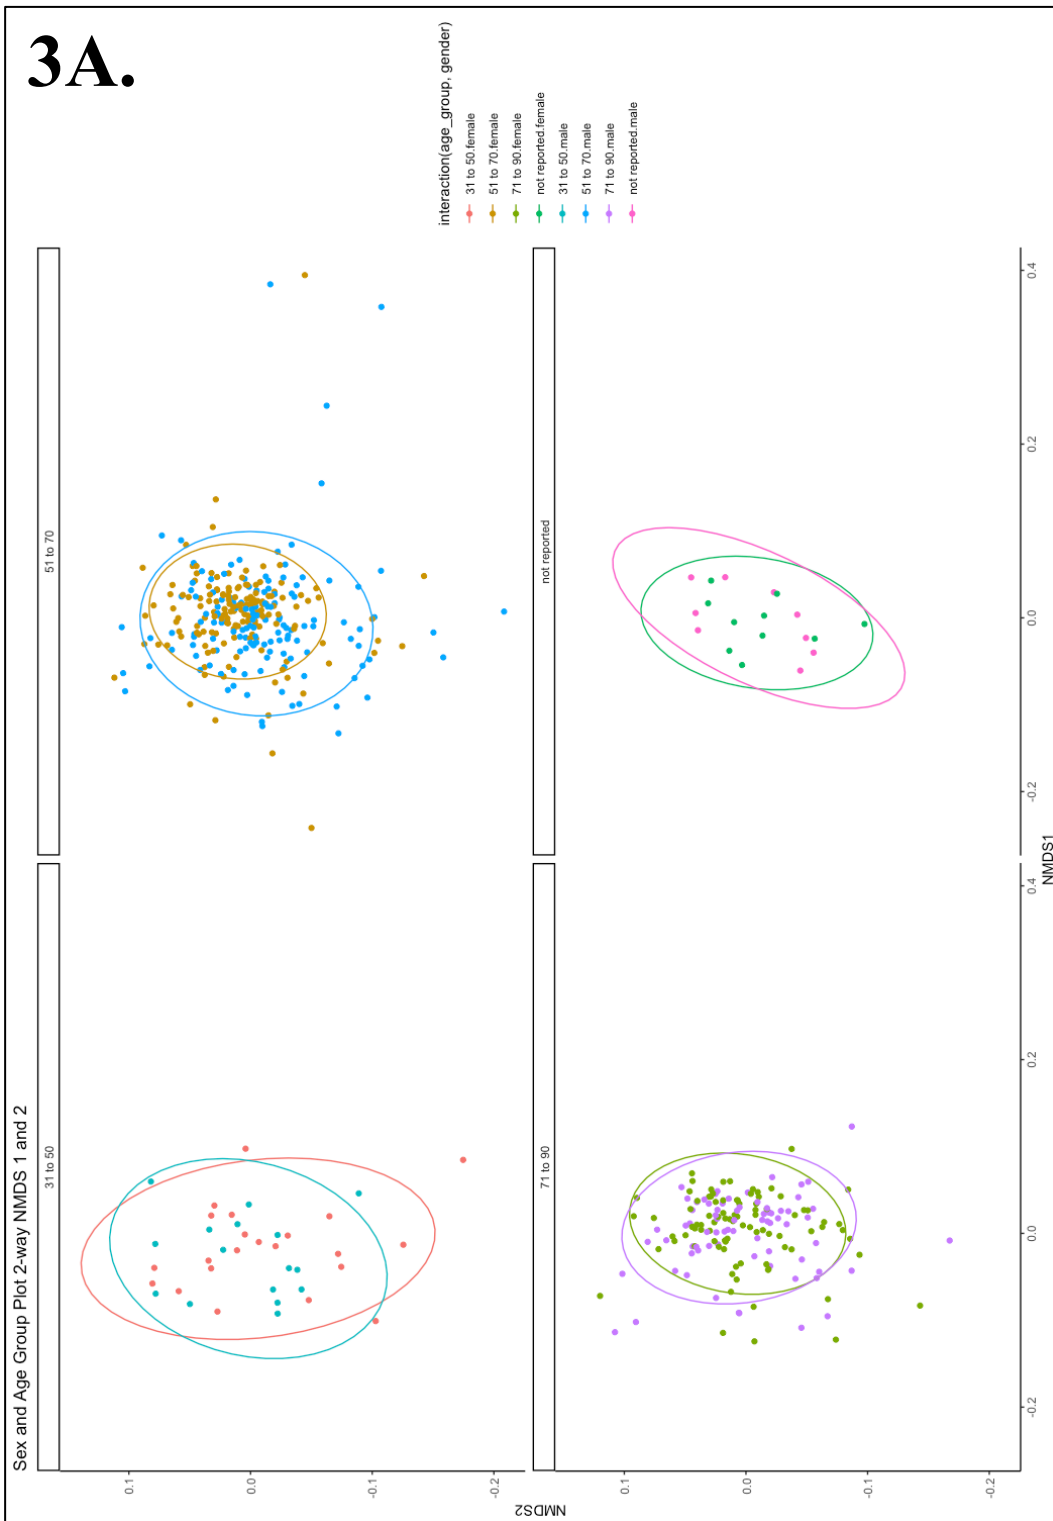 3A.
Sex and Age Group Plot 2-way NMDS 1 and 2
31 to 50
51 to 70
71 to 90
not reported
0.1
0.0
-0.1
-0.2
0.1
0.0
-0.1
-0.2
NMDS2
-0.2
0.0
0.2
0.4
-0.2
0.0
0.2
0.4
NMDS1
interaction(age_group, gender)
31 to 50.female
51 to 70.female
71 to 90.female
not reported.female
31 to 50.male
51 to 70.male
71 to 90.male
not reported.male